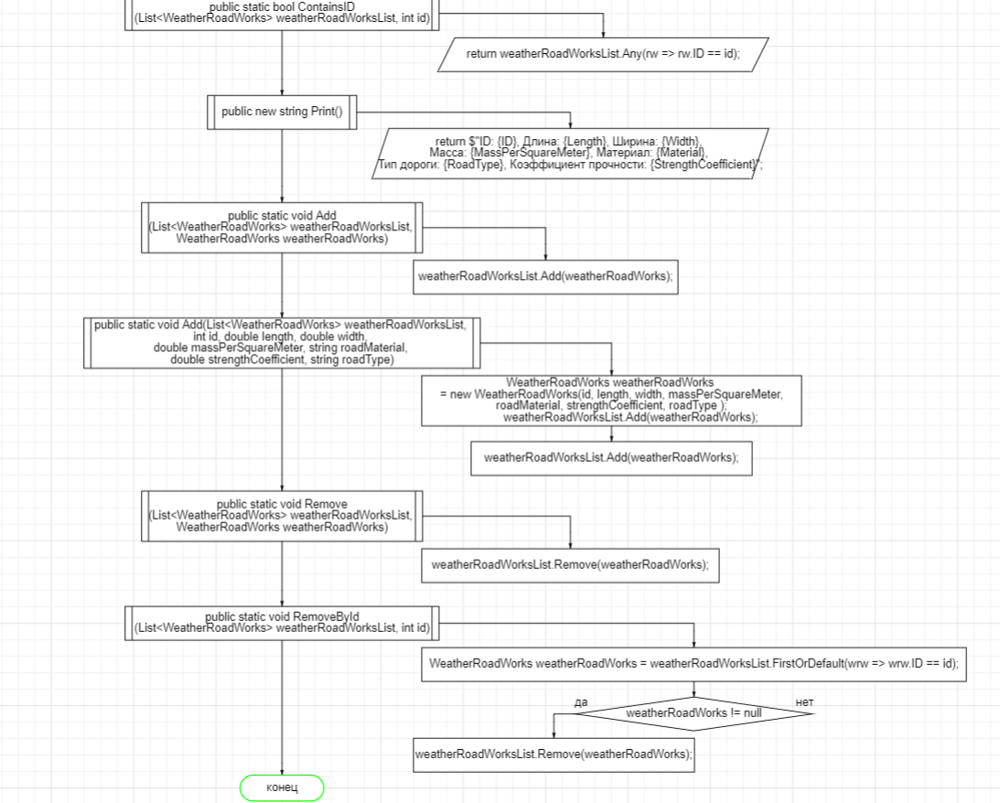 public static bool ContainsID
(List<WeatherRoadWorks> weatherRoadWorksList, int id)
return weatherRoadWorksList.Any(rw => rw.ID == id);
public new string Print()
return $"ID: {ID}, Длина: {Length}, Ширина: {Width},
Масса: {MassPerSquareMeter}, Материал: {Material},
Тип дороги: {RoadType}, Коэффициент прочности: {StrengthCoefficient}";
public static void Add
(List<WeatherRoadWorks> weatherRoadWorksList,
WeatherRoadWorks weatherRoadWorks)
weatherRoadWorksList.Add(weatherRoadWorks);
public static void Add(List<WeatherRoadWorks> weatherRoadWorksList,
int id, double length, double width,
double massPerSquareMeter, string roadMaterial,
double strengthCoefficient, string roadType)
WeatherRoadWorks weatherRoadWorks
= new WeatherRoadWorks(id, length, width, massPerSquareMeter,
roadMaterial, strengthCoefficient, roadType );
weatherRoadWorksList.Add(weatherRoadWorks);
weatherRoadWorksList.Add(weatherRoadWorks);
public static void Remove
(List<WeatherRoadWorks> weatherRoadWorksList,
WeatherRoadWorks weatherRoadWorks)
weatherRoadWorksList.Remove(weatherRoadWorks);
public static void RemoveById
(List<WeatherRoadWorks> weatherRoadWorksList, int id)
WeatherRoadWorks weatherRoadWorks = weatherRoadWorksList.FirstOrDefault(wrw => wrw.ID == id);
да
нет
weatherRoadWorks != null
weatherRoadWorksList.Remove(weatherRoadWorks);
конец